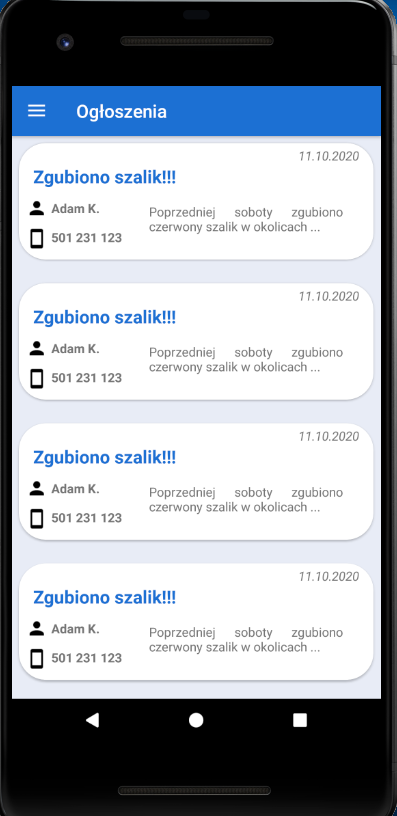 Ogłoszenia
11.10.2020
Zgubiono szalik!!!
Adam K.
501 231 123
Poprzedniej soboty zgubiono
czerwony szalik w okolicach ...
11.10.2020
Zgubiono szalik!!!
Adam K.
501 231 123
Poprzedniej soboty zgubiono
czerwony szalik w okolicach ...
11.10.2020
Zgubiono szalik!!!
Adam K.
501 231 123
Poprzedniej soboty zgubiono
czerwony szalik w okolicach ...
11.10.2020
Zgubiono szalik!!!
Adam K.
501 231 123
Poprzedniej soboty zgubiono
czerwony szalik w okolicach ...